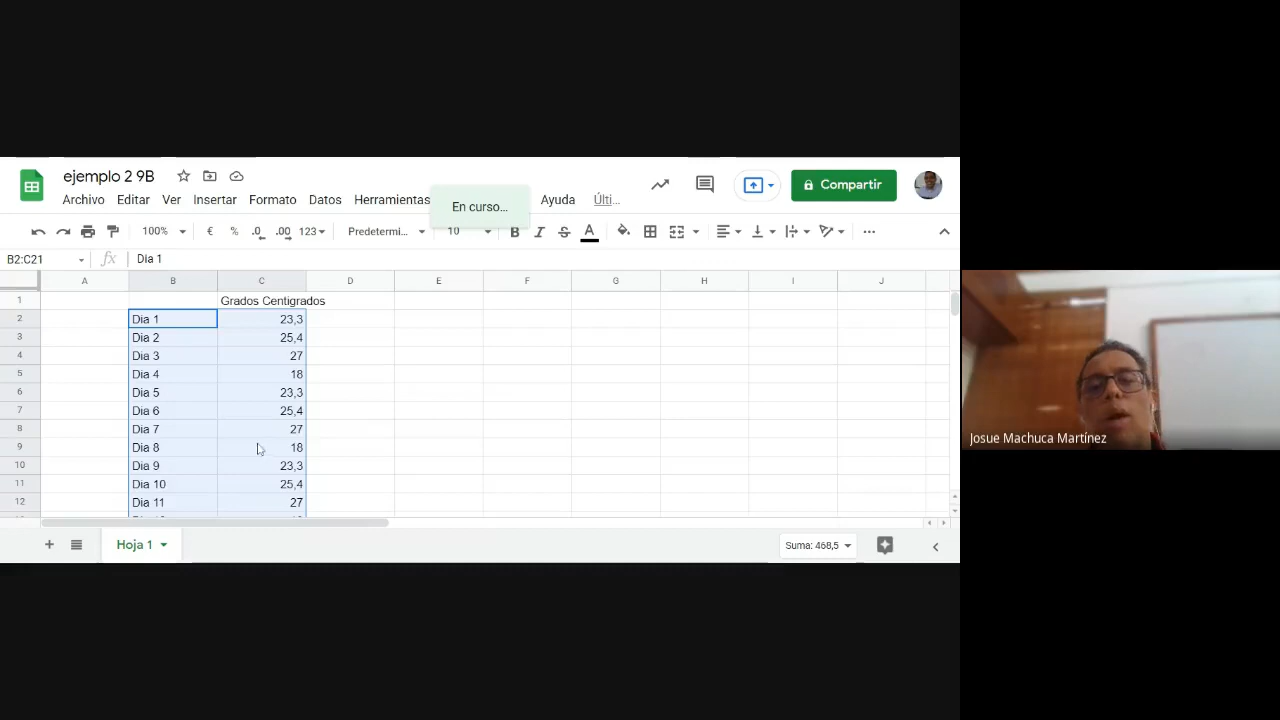 ejemplo 2 9B
Archivo Editar Ver Insertar Formato Datos Herramientas Ayuda Últi...
En curso...
Compartir
100% € % .0 .00 123 Predetermi... 10 B I S A
B2:C21 fx Dia 1
A B C D E F G H I J
1 Grados Centigrados
2 Dia 1 23,3
3 Dia 2 25,4
4 Dia 3 27
5 Dia 4 18
6 Dia 5 23,3
7 Dia 6 25,4
8 Dia 7 27
9 Dia 8 18
10 Dia 9 23,3
11 Dia 10 25,4
12 Dia 11 27
Hoja 1
Suma: 468,5
Josue Machuca Martínez